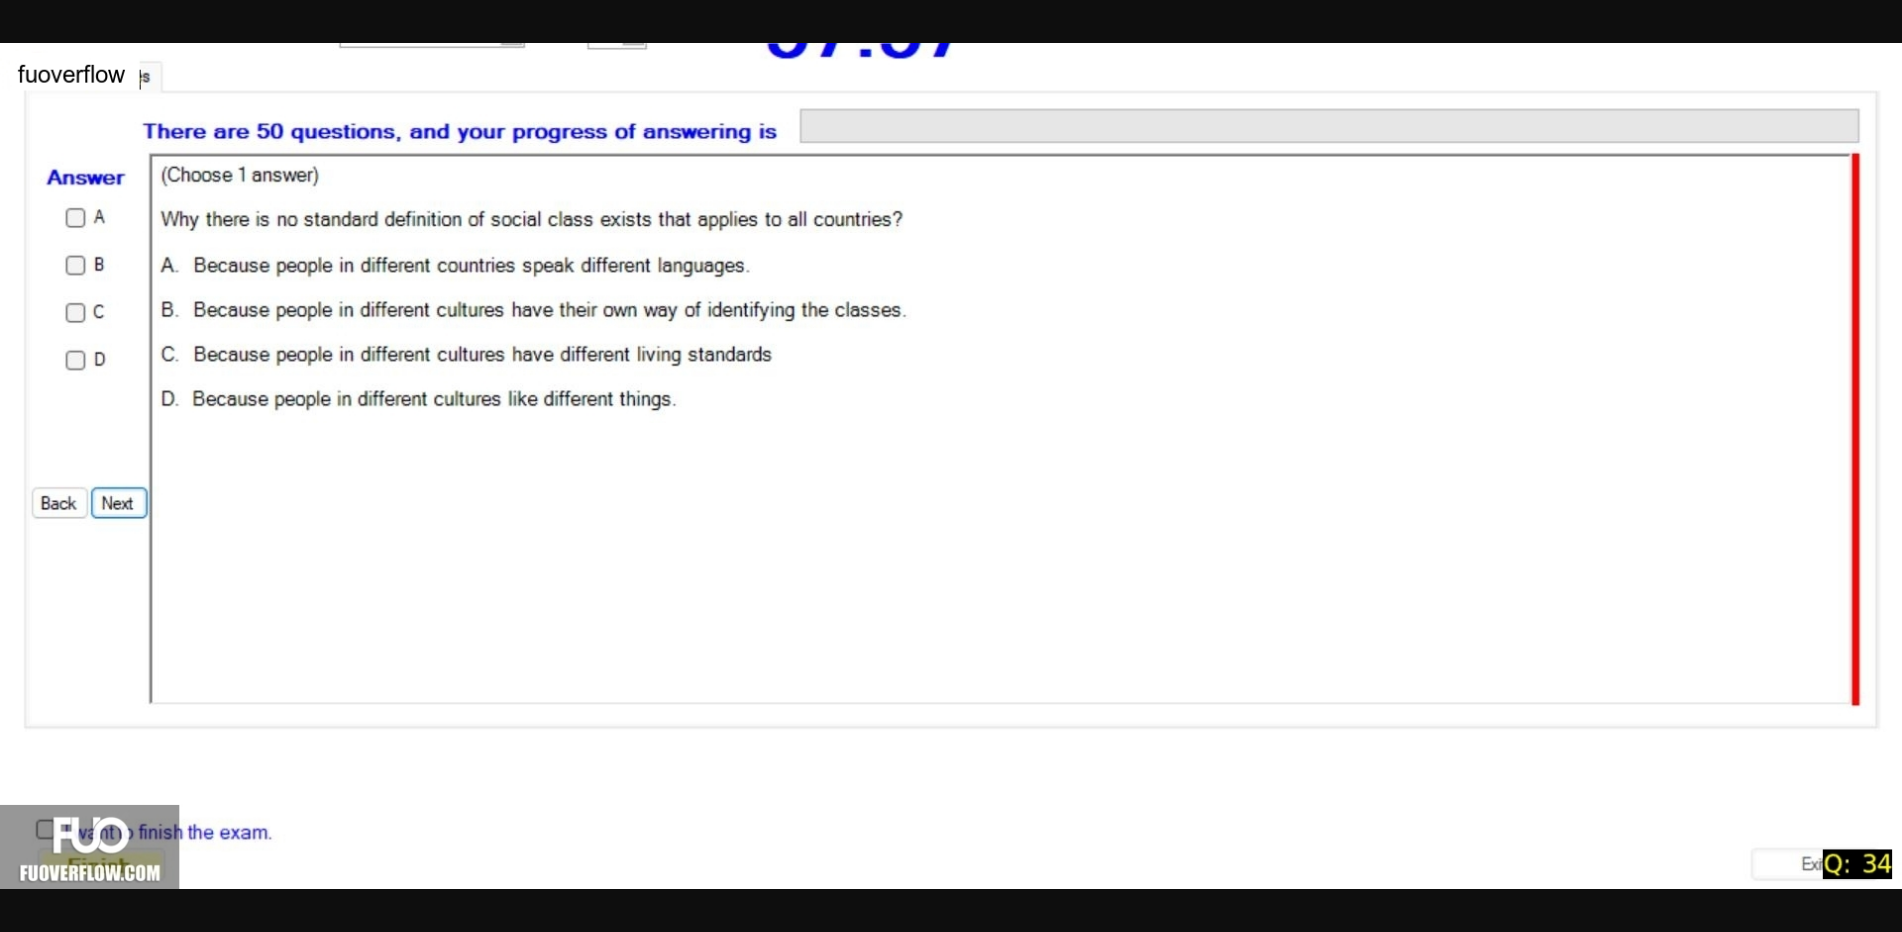 fuoverflow
There are 50 questions, and your progress of answering is
Answer
(Choose 1 answer)
A
Why there is no standard definition of social class exists that applies to all countries?
B
A. Because people in different countries speak different languages.
C
B. Because people in different cultures have their own way of identifying the classes.
D
C. Because people in different cultures have different living standards
D. Because people in different cultures like different things.
Back Next
FUO
want to finish the exam.
FUOVERFLOW.COM
Q: 34